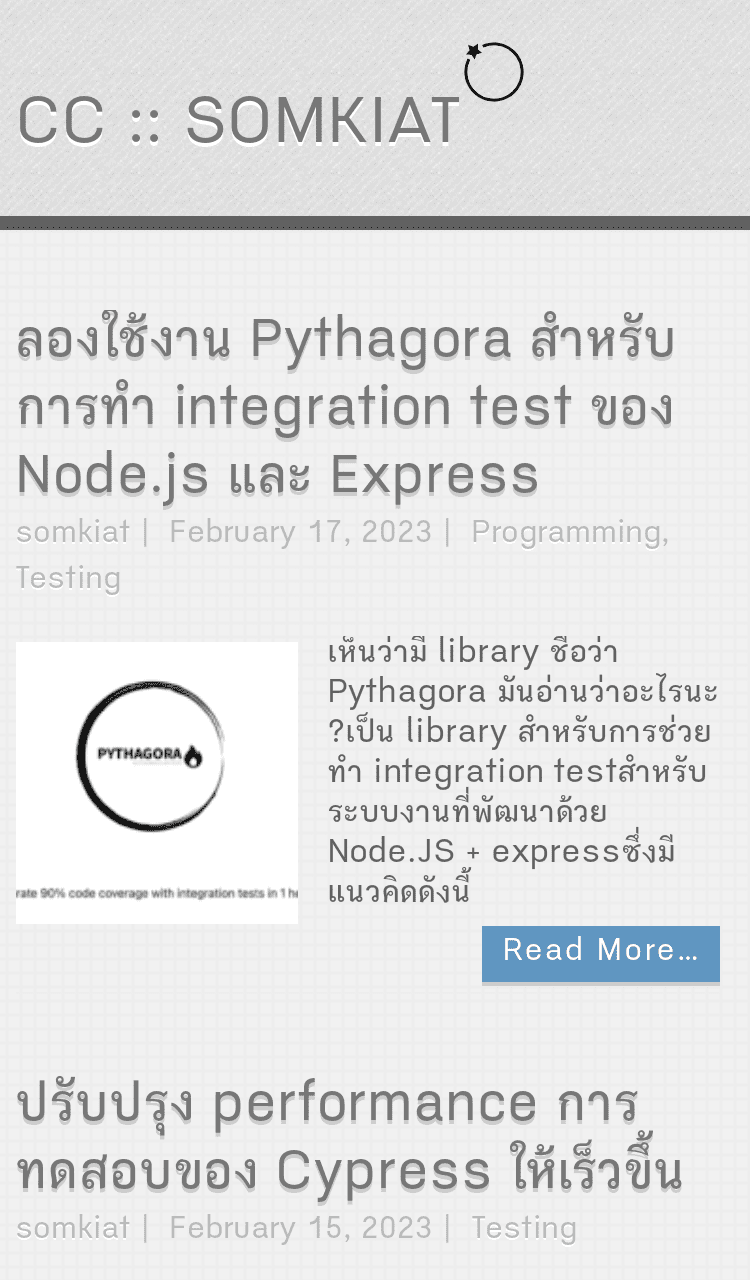 CC :: SOMKIAT
ลองใช้งาน Pythagora สำหรับ
การทำ integration test ของ
Node.js และ Express
somkiat | February 17, 2023 | Programming,
Testing
PYTHAGORA
rate 90% code coverage with integration tests in 1 h
เห็นว่ามี library ชีอว่า
Pythagora มันอ่านว่าอะไรนะ
?เป็น library สำหรับการช่วย
ทำ integration testสำหรับ
ระบบงานที่พัฒนาด้วย
Node.JS + expressซึ่งมี
แนวคิดดังนี้
Read More…
ปรับปรุง performance การ
ทดสอบของ Cypress ให้เร็วขึ้น
somkiat | February 15, 2023 | Testing